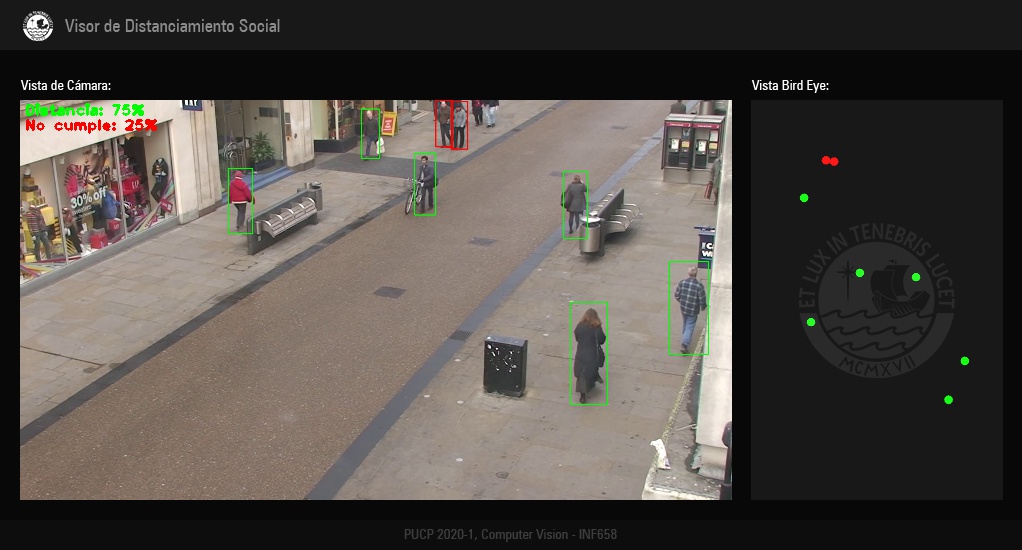 Visor de Distanciamiento Social
Vista de Cámara:
Vista Bird Eye:
Distancia: 75%
No cumple: 25%
30% off
ET LUX IN TENEBRIS LUCET
MCMXVII
PUCP 2020-1, Computer Vision - INF658